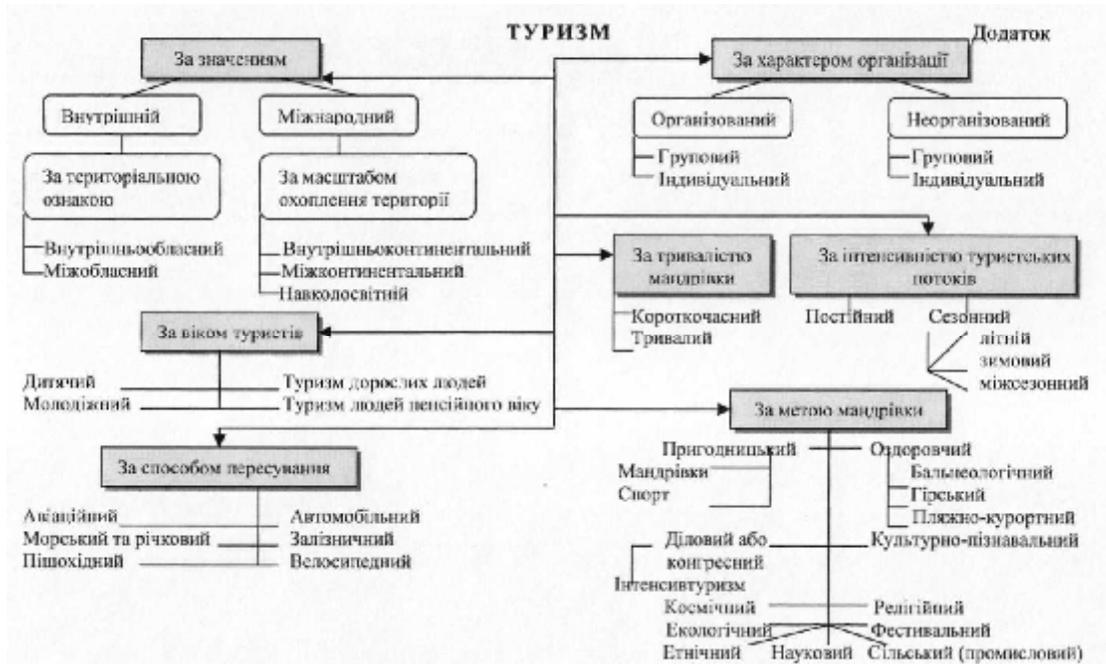 ТУРИЗМ
Додаток
За значенням
Внутрішній
Міжнародний
За територіальною
ознакою
За масштабом
охоплення території
Внутрішньообласний
Міжобласний
Внутрішньоконтинентальний
Міжконтинентальний
Навколосвітній
За характером організації
Організований
Неорганізований
Груповий
Індивідуальний
Груповий
Індивідуальний
За тривалістю
мандрівки
Короткочасний
Тривалий
За інтенсивністю туристських
потоків
Постійний
Сезонний
літній
зимовий
міжсезонний
За віком туристів
Дитячий
Туризм дорослих людей
Молодіжний
Туризм людей пенсійного віку
За способом пересування
Авіаційний
Автомобільний
Морський та річковий
Залізничний
Пішохідний
Велосипедний
За метою мандрівки
Пригодницький
Мандрівки
Спорт
Оздоровчий
Бальнеологічний
Гірський
Пляжно-курортний
Діловий або
конгресний
Інтенсивтуризм
Культурно-пізнавальний
Космічний
Релігійний
Екологічний
Фестивальний
Етнічний
Науковий
Сільський (промисловий)